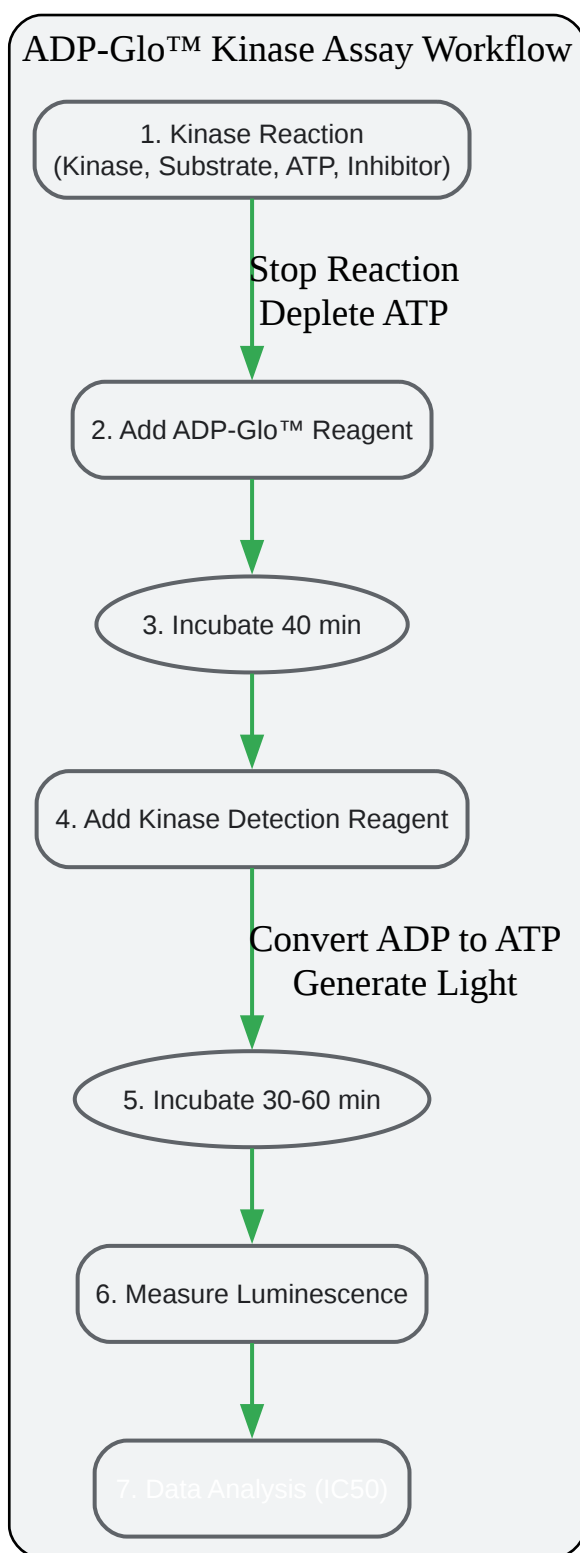 ADP-Glo™ Kinase Assay Workflow
1. Kinase Reaction
(Kinase, Substrate, ATP, Inhibitor)
Stop Reaction
Deplete ATP
2. Add ADP-Glo™ Reagent
3. Incubate 40 min
4. Add Kinase Detection Reagent
Convert ADP to ATP
Generate Light
5. Incubate 30-60 min
6. Measure Luminescence
7. Data Analysis (IC50)